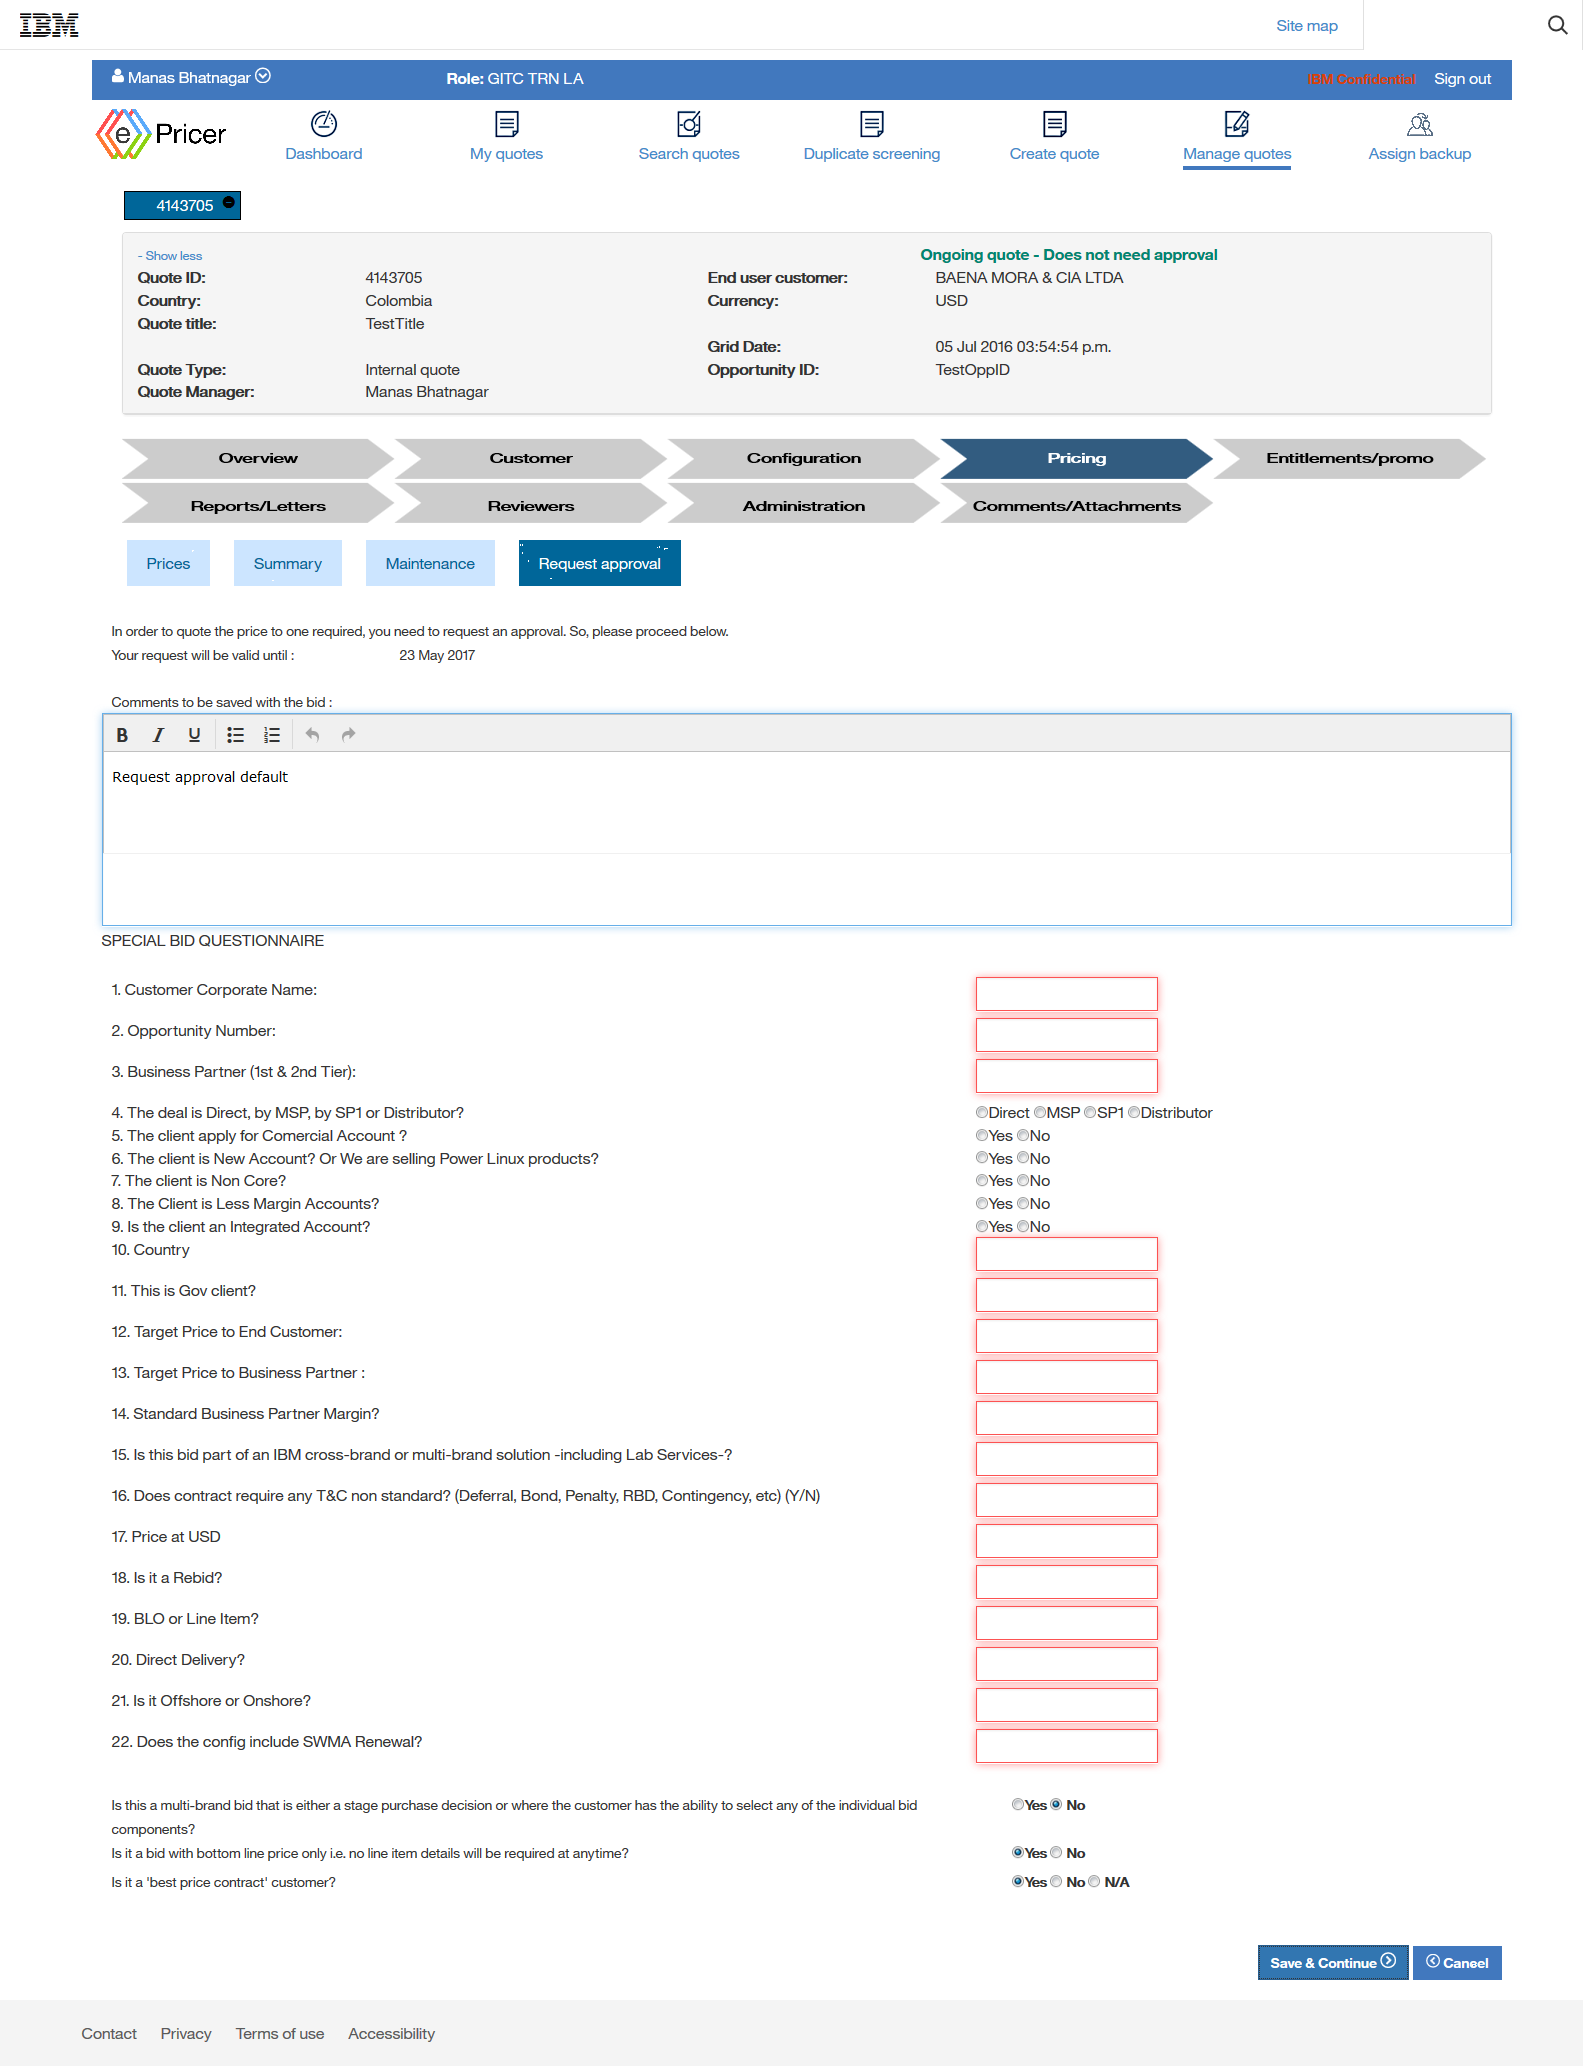 IBM
Site map
Manas Bhatnagar
Role: GITC TRN LA
IBM Confidential
Sign out
e Pricer
Dashboard
My quotes
Search quotes
Duplicate screening
Create quote
Manage quotes
Assign backup
4143705
- Show less
Ongoing quote - Does not need approval
Quote ID: 4143705 End user customer: BAENA MORA & CIA LTDA
Country: Colombia Currency: USD
Quote title: TestTitle
Grid Date: 05 Jul 2016 03:54:54 p.m.
Quote Type: Internal quote Opportunity ID: TestOppID
Quote Manager: Manas Bhatnagar
Overview Customer Configuration Pricing Entitlements/promo
Reports/Letters Reviewers Administration Comments/Attachments
Prices Summary Maintenance Request approval
In order to quote the price to one required, you need to request an approval. So, please proceed below.
Your request will be valid until : 23 May 2017
Comments to be saved with the bid :
B I U
Request approval default
SPECIAL BID QUESTIONNAIRE
1. Customer Corporate Name:
2. Opportunity Number:
3. Business Partner (1st & 2nd Tier):
4. The deal is Direct, by MSP, by SP1 or Distributor? Direct MSP SP1 Distributor
5. The client apply for Comercial Account ? Yes No
6. The client is New Account? Or We are selling Power Linux products? Yes No
7. The client is Non Core? Yes No
8. The Client is Less Margin Accounts? Yes No
9. Is the client an Integrated Account? Yes No
10. Country
11. This is Gov client?
12. Target Price to End Customer:
13. Target Price to Business Partner :
14. Standard Business Partner Margin?
15. Is this bid part of an IBM cross-brand or multi-brand solution -including Lab Services-?
16. Does contract require any T&C non standard? (Deferral, Bond, Penalty, RBD, Contingency, etc) (Y/N)
17. Price at USD
18. Is it a Rebid?
19. BLO or Line Item?
20. Direct Delivery?
21. Is it Offshore or Onshore?
22. Does the config include SWMA Renewal?
Is this a multi-brand bid that is either a stage purchase decision or where the customer has the ability to select any of the individual bid Yes No
components?
Is it a bid with bottom line price only i.e. no line item details will be required at anytime? Yes No
Is it a 'best price contract' customer? Yes No N/A
Save & Continue Cancel
Contact Privacy Terms of use Accessibility